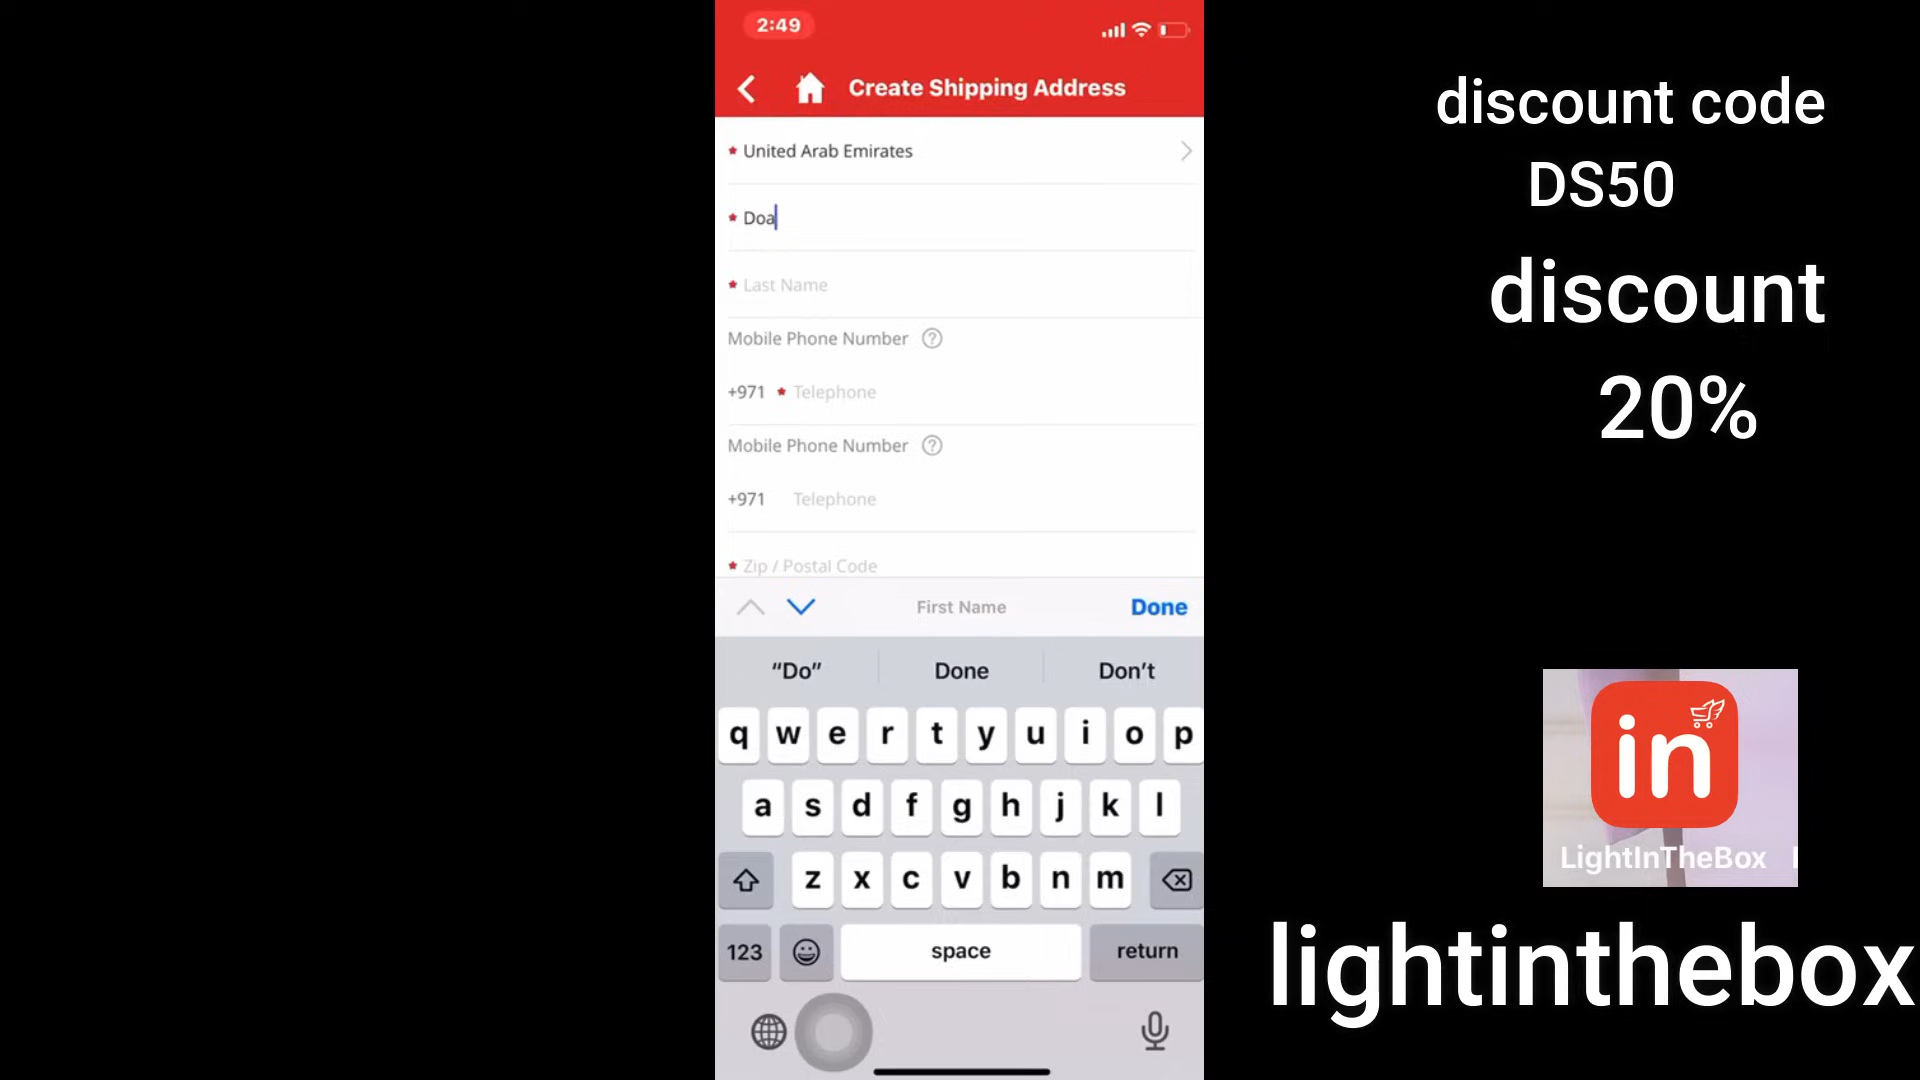 2:49
Create Shipping Address
* United Arab Emirates
* Doa
* Last Name
Mobile Phone Number ?
+971 * Telephone
Mobile Phone Number ?
+971 Telephone
* Zip / Postal Code
First Name Done
“Do” Done Don’t
q w e r t y u i o p
a s d f g h j k l
z x c v b n m
123 space return
discount code
DS50
discount
20%
in
LightInTheBox
lightinthebox